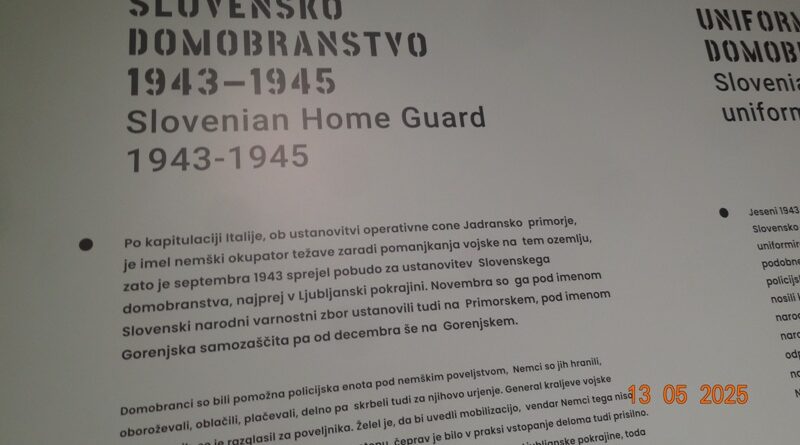 SLOVENSKO
DOMOBRANSTVO
1943–1945
Slovenian Home Guard
1943-1945
Po kapitulaciji Italije, ob ustanovitvi operativne cone Jadransko primorje,
je imel nemški okupator težave zaradi pomanjkanja vojske na tem ozemlju,
zato je septembra 1943 sprejel pobudo za ustanovitev Slovenskega
domobranstva, najprej v Ljubljanski pokrajini. Novembra so ga pod imenom
Slovenski narodni varnostni zbor ustanovili tudi na Primorskem, pod imenom
Gorenjska samozaščita pa od decembra še na Gorenjskem.
Domobranci so bili pomožna policijska enota pod nemškim poveljstvom, Nemci so jih hranili,
oboroževali, oblačili, plačevali, delno pa skrbeli tudi za njihovo urjenje. General kraljeve vojske
je razglasil za poveljnika. Želel je, da bi uvedli mobilizacijo, vendar Nemci tega niso
čeprav je bilo v praksi vstopanje deloma tudi prisilno.
Ljubljanske pokrajine, toda
UNIFORM
DOMOB
Slovenia
uniform
Jeseni 1943
Slovensko
uniformir
podobne
policijs
nosili
narod
naro
odp
13 05 2025